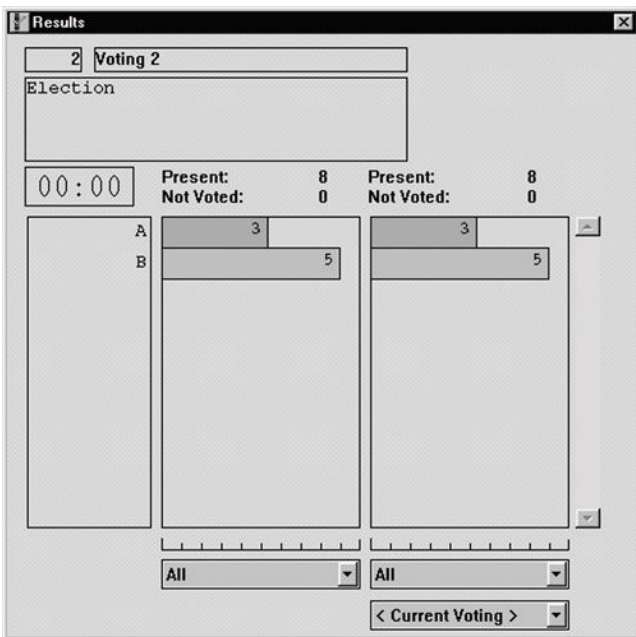 Results
2 Voting 2
Election
00:00
Present: 8 Present: 8
Not Voted: 0 Not Voted: 0
A 3 3
B 5 5
All All
< Current Voting >